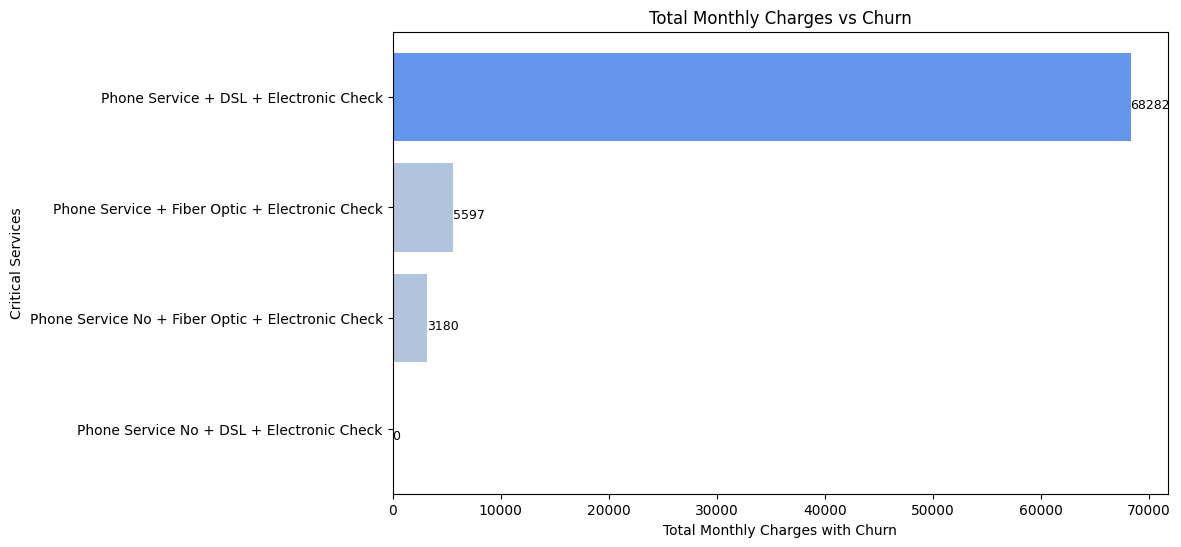 Total Monthly Charges vs Churn
Critical Services
Phone Service + DSL + Electronic Check
68282
Phone Service + Fiber Optic + Electronic Check
5597
Phone Service No + Fiber Optic + Electronic Check
3180
Phone Service No + DSL + Electronic Check
0
0 10000 20000 30000 40000 50000 60000 70000
Total Monthly Charges with Churn